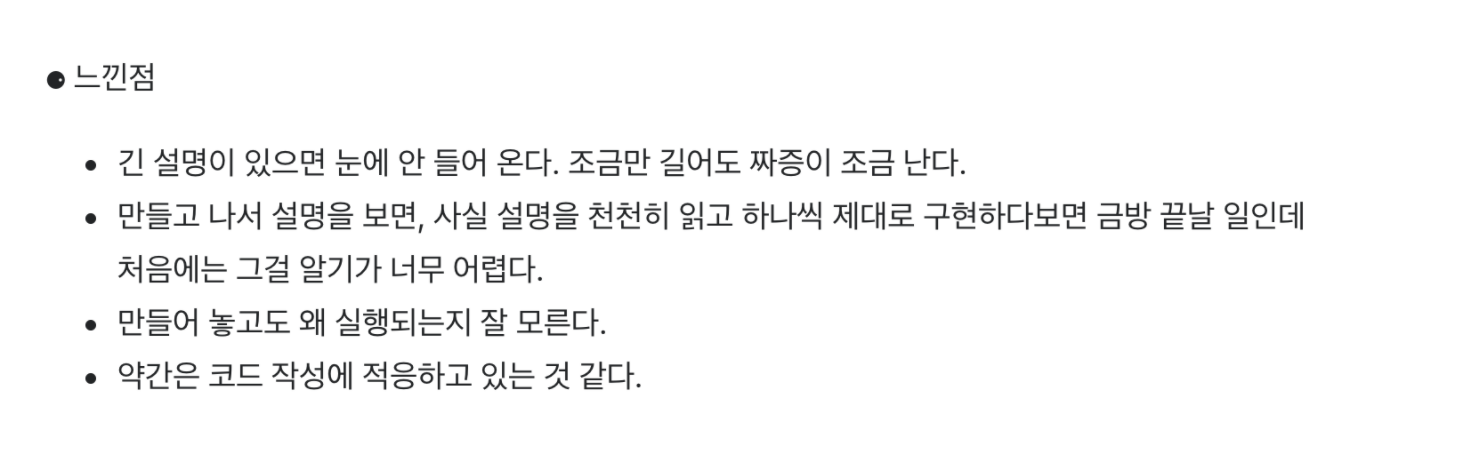 느낀점
긴 설명이 있으면 눈에 안 들어 온다. 조금만 길어도 짜증이 조금 난다.
만들고 나서 설명을 보면, 사실 설명을 천천히 읽고 하나씩 제대로 구현하다보면 금방 끝날 일인데
처음에는 그걸 알기가 너무 어렵다.
만들어 놓고도 왜 실행되는지 잘 모른다.
약간은 코드 작성에 적응하고 있는 것 같다.